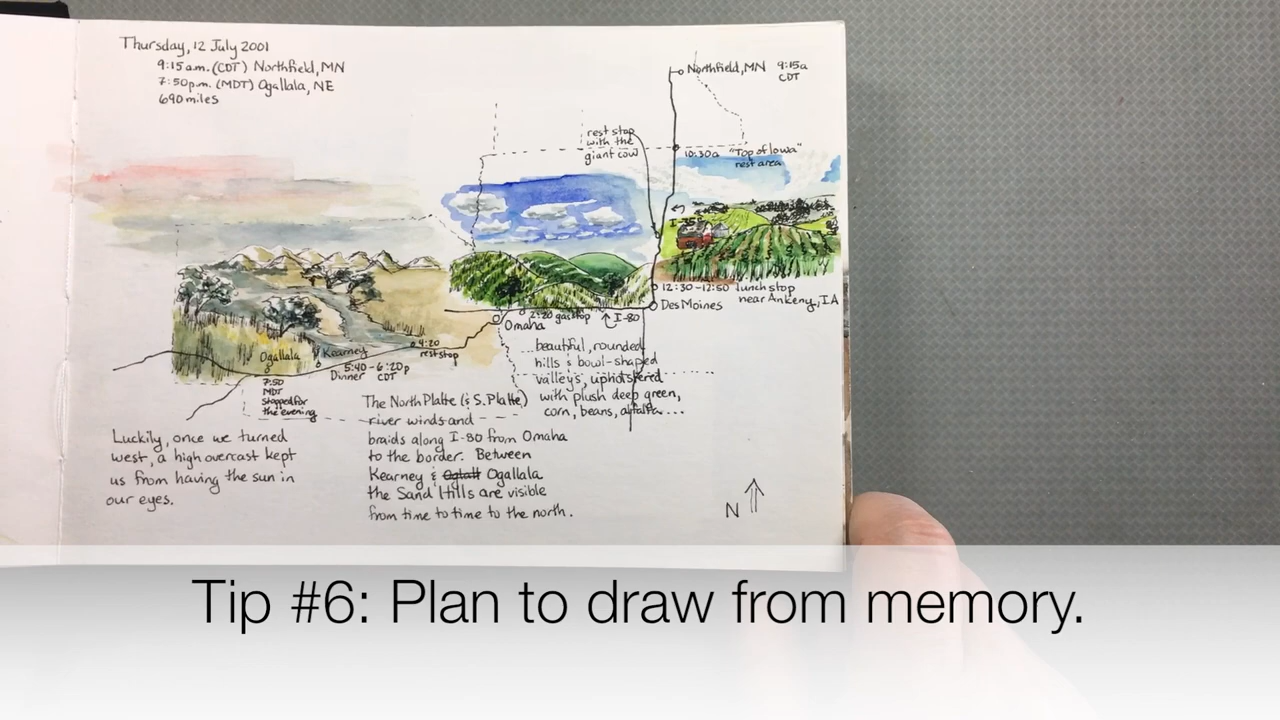 Thursday, 12 July 2001
9:15 a.m. (CDT) Northfield, MN
7:50 p.m. (MDT) Ogallala, NE
690 miles
Northfield, MN 9:15a
CDT
rest stop
with the
giant cow
10:30a "Top of Iowa"
rest area
I-35
12:30-12:50 lunch stop
near Ankeny, IA
Des Moines
2:20 gas stop
I-80
Omaha
4:20
rest stop
Kearney
5:40-6:20p
Dinner CDT
Ogallala
7:50
MDT
stopped for
the evening
beautiful, rounded
hills & bowl-shaped
valleys, upholstered
with plush deep green,
corn, beans, alfalfa....
The North Platte (& S. Platte)
river winds and
braids along I-80 from Omaha
to the border. Between
Kearney & Ogallala
the Sand Hills are visible
from time to time to the north.
Luckily, once we turned
west, a high overcast kept
us from having the sun in
our eyes.
N
Tip #6: Plan to draw from memory.